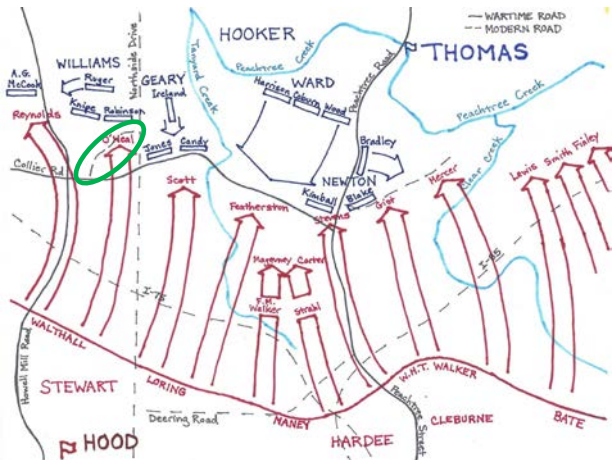 — WARTIME ROAD
--- MODERN ROAD
HOOKER
THOMAS
WILLIAMS
GEARY
WARD
NEWTON
A.G.
McCook
Ruger
Knipe
Robinson
Ireland
Jones
Candy
Harrison
Coburn
Wood
Bradley
Kimball
Blake
Northside Drive
Tanyard Creek
Peachtree Creek
Peachtree Road
Peachtree Creek
Clear Creek
Collier Rd
Howell Mill Road
I-75
I-85
Deering Road
Peachtree Street
Reynolds
O'Neal
Scott
Featherston
Stevens
Gist
Mercer
Lewis
Smith
Finley
Magevney
Carter
F.M.
Walker
Strahl
WALTHALL
LORING
MANEY
W.H.T. WALKER
BATE
STEWART
HARDEE
CLEBURNE
HOOD